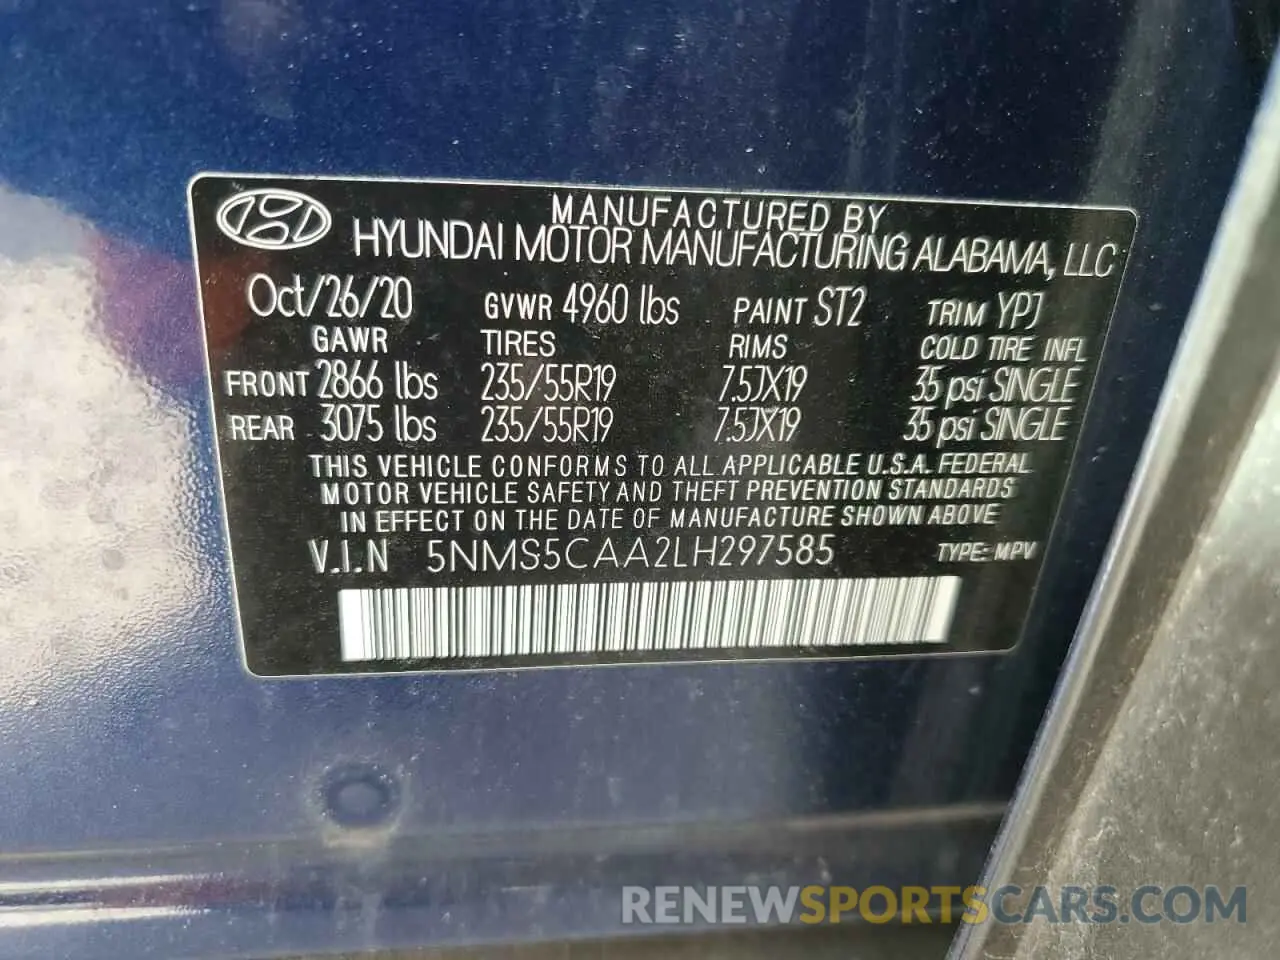 MANUFACTURED BY
HYUNDAI MOTOR MANUFACTURING ALABAMA, LLC
Oct/26/20 GVWR 4960 lbs PAINT ST2 TRIM YPJ
GAWR TIRES RIMS COLD TIRE INFL
FRONT 2866 lbs 235/55R19 7.5JX19 35 psi SINGLE
REAR 3075 lbs 235/55R19 7.5JX19 35 psi SINGLE
THIS VEHICLE CONFORMS TO ALL APPLICABLE U.S.A. FEDERAL
MOTOR VEHICLE SAFETY AND THEFT PREVENTION STANDARDS
IN EFFECT ON THE DATE OF MANUFACTURE SHOWN ABOVE
V.I.N 5NMS5CAA2LH297585 TYPE: MPV
RENEWSPORTSCARS.COM